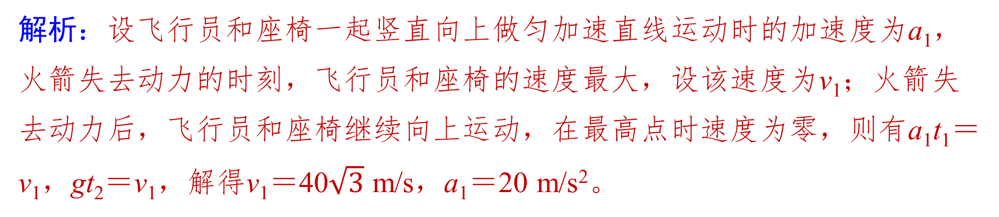 解析：设飞行员和座椅一起竖直向上做匀加速直线运动时的加速度为a₁，
火箭失去动力的时刻，飞行员和座椅的速度最大，设该速度为v₁；火箭失
去动力后，飞行员和座椅继续向上运动，在最高点时速度为零，则有a₁t₁＝
v₁，gt₂＝v₁，解得v₁＝40√3 m/s，a₁＝20 m/s²。